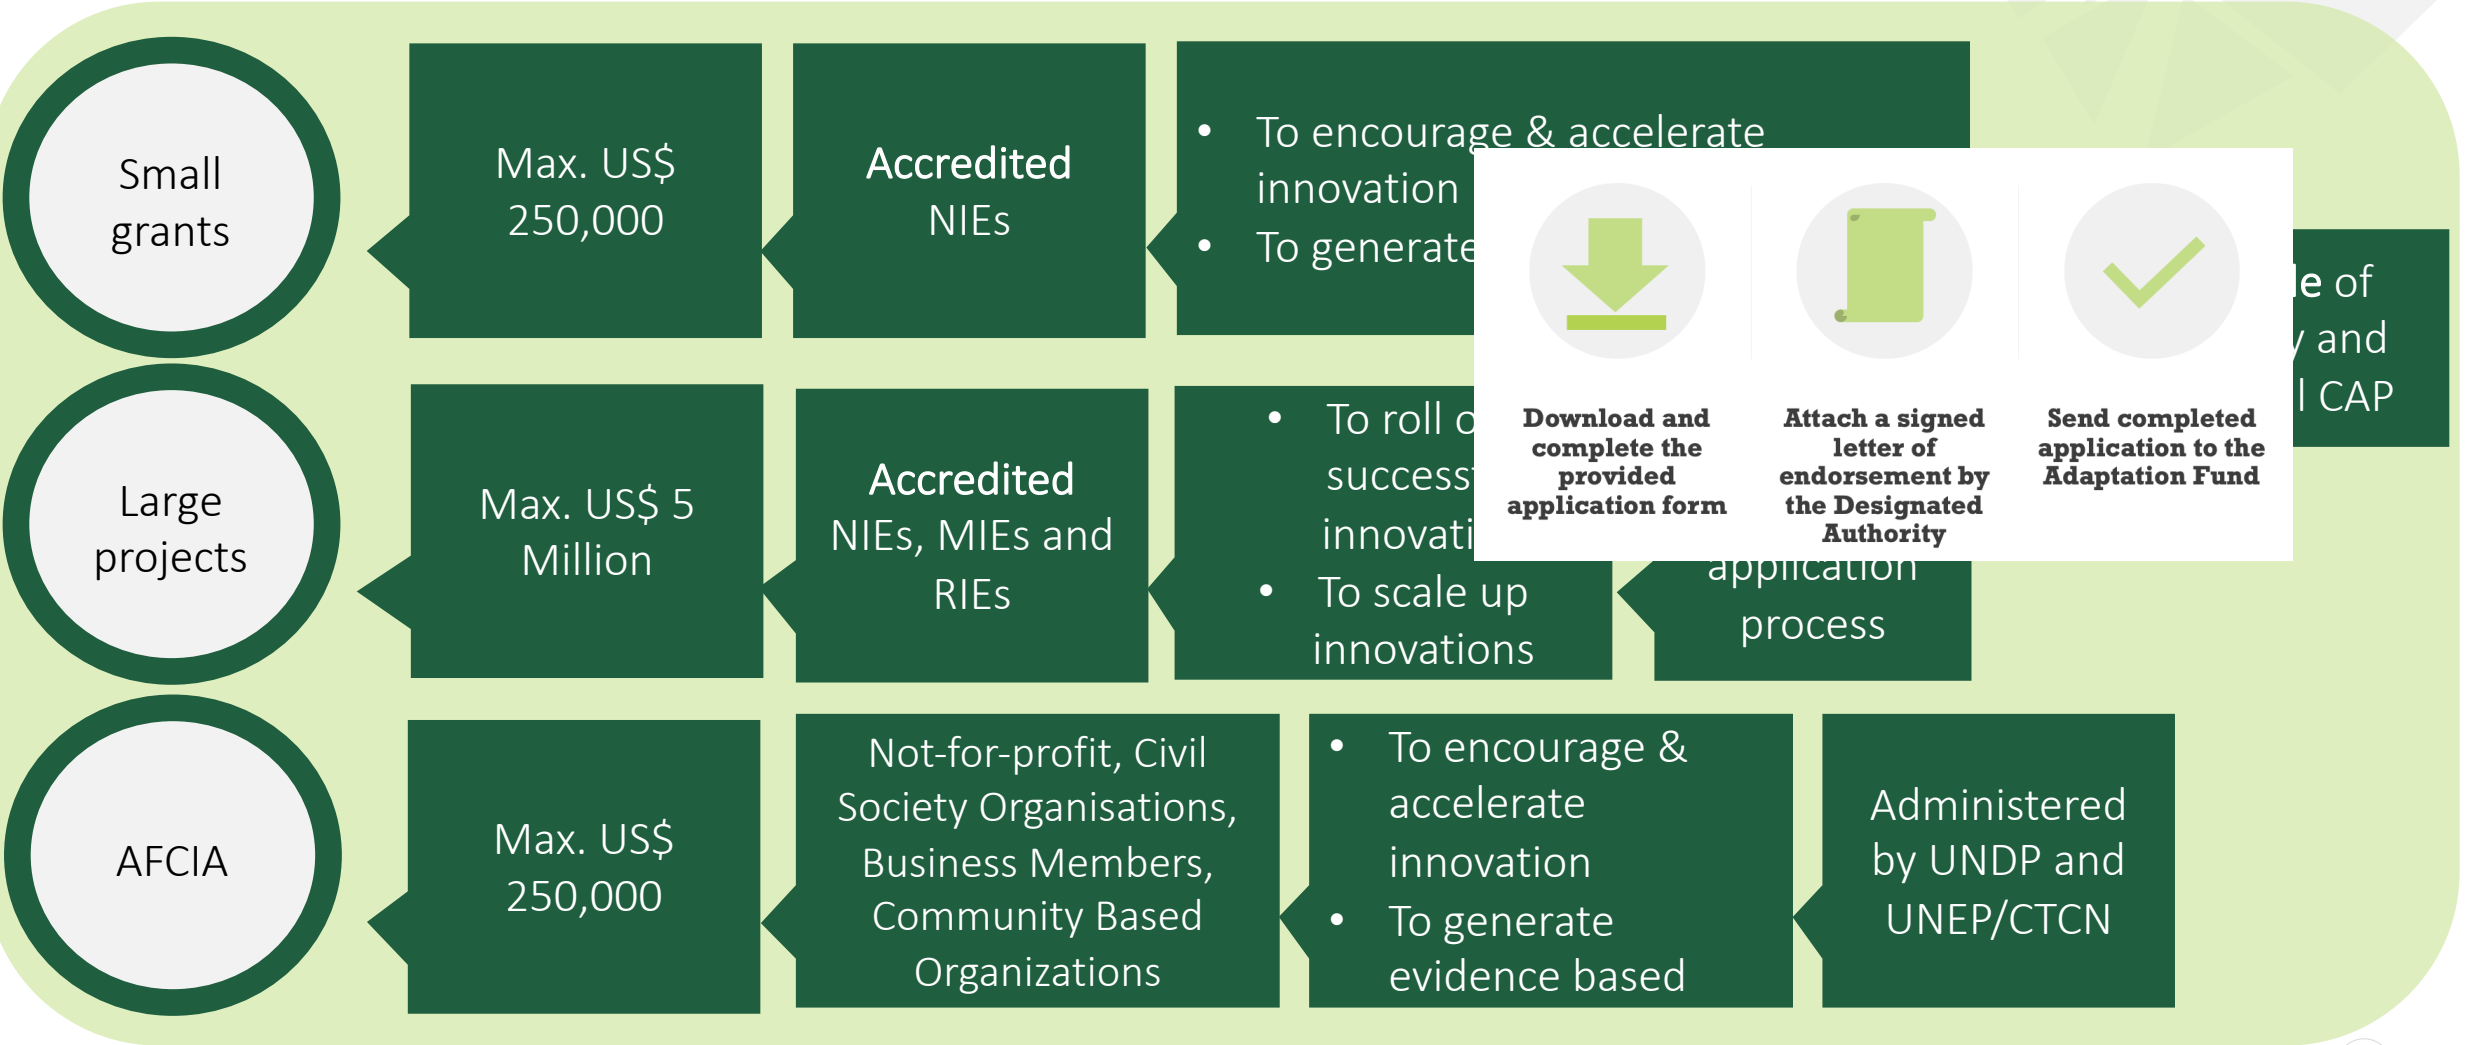 Small
grants
Max. US$
250,000
Accredited
NIEs
• To encourage & accelerate
innovation
• To generate
of
and
CAP
Download and
complete the
provided
application form
Attach a signed
letter of
endorsement by
the Designated
Authority
Send completed
application to the
Adaptation Fund
Large
projects
Max. US$ 5
Million
Accredited
NIEs, MIEs and
RIEs
• To roll
• To scale up
innovations
application
process
AFCIA
Max. US$
250,000
Not-for-profit, Civil
Society Organisations,
Business Members,
Community Based
Organizations
• To encourage &
accelerate
innovation
• To generate
evidence based
Administered
by UNDP and
UNEP/CTCN